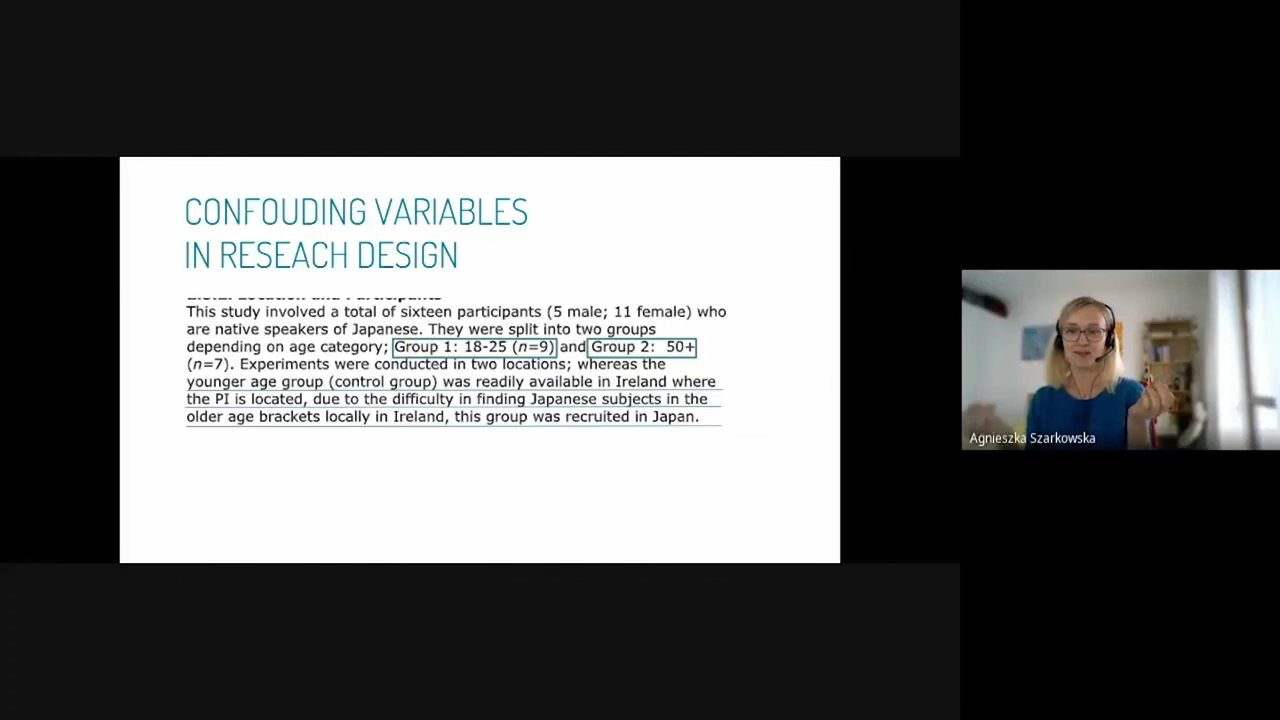 CONFOUDING VARIABLES
IN RESEACH DESIGN
Location and Participants
This study involved a total of sixteen participants (5 male; 11 female) who
are native speakers of Japanese. They were split into two groups
depending on age category; Group 1: 18-25 (n=9) and Group 2: 50+
(n=7). Experiments were conducted in two locations; whereas the
younger age group (control group) was readily available in Ireland where
the PI is located, due to the difficulty in finding Japanese subjects in the
older age brackets locally in Ireland, this group was recruited in Japan.
Agnieszka Szarkowska